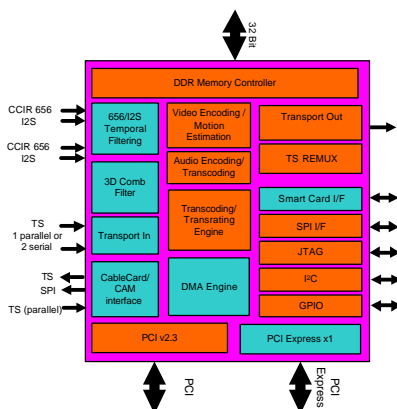 32 Bit
DDR Memory Controller
CCIR 656
I2S
CCIR 656
I2S
656/I2S
Temporal
Filtering
Video Encoding /
Motion
Estimation
Transport Out
Audio Encoding/
Transcoding
TS REMUX
3D Comb
Filter
Transcoding/
Transrating
Engine
Smart Card I/F
TS
1 parallel or
2 serial
Transport In
SPI I/F
JTAG
TS
SPI
TS (parallel)
CableCard/
CAM
interface
DMA Engine
I²C
GPIO
PCI v2.3
PCI Express x1
PCI
PCI
Express